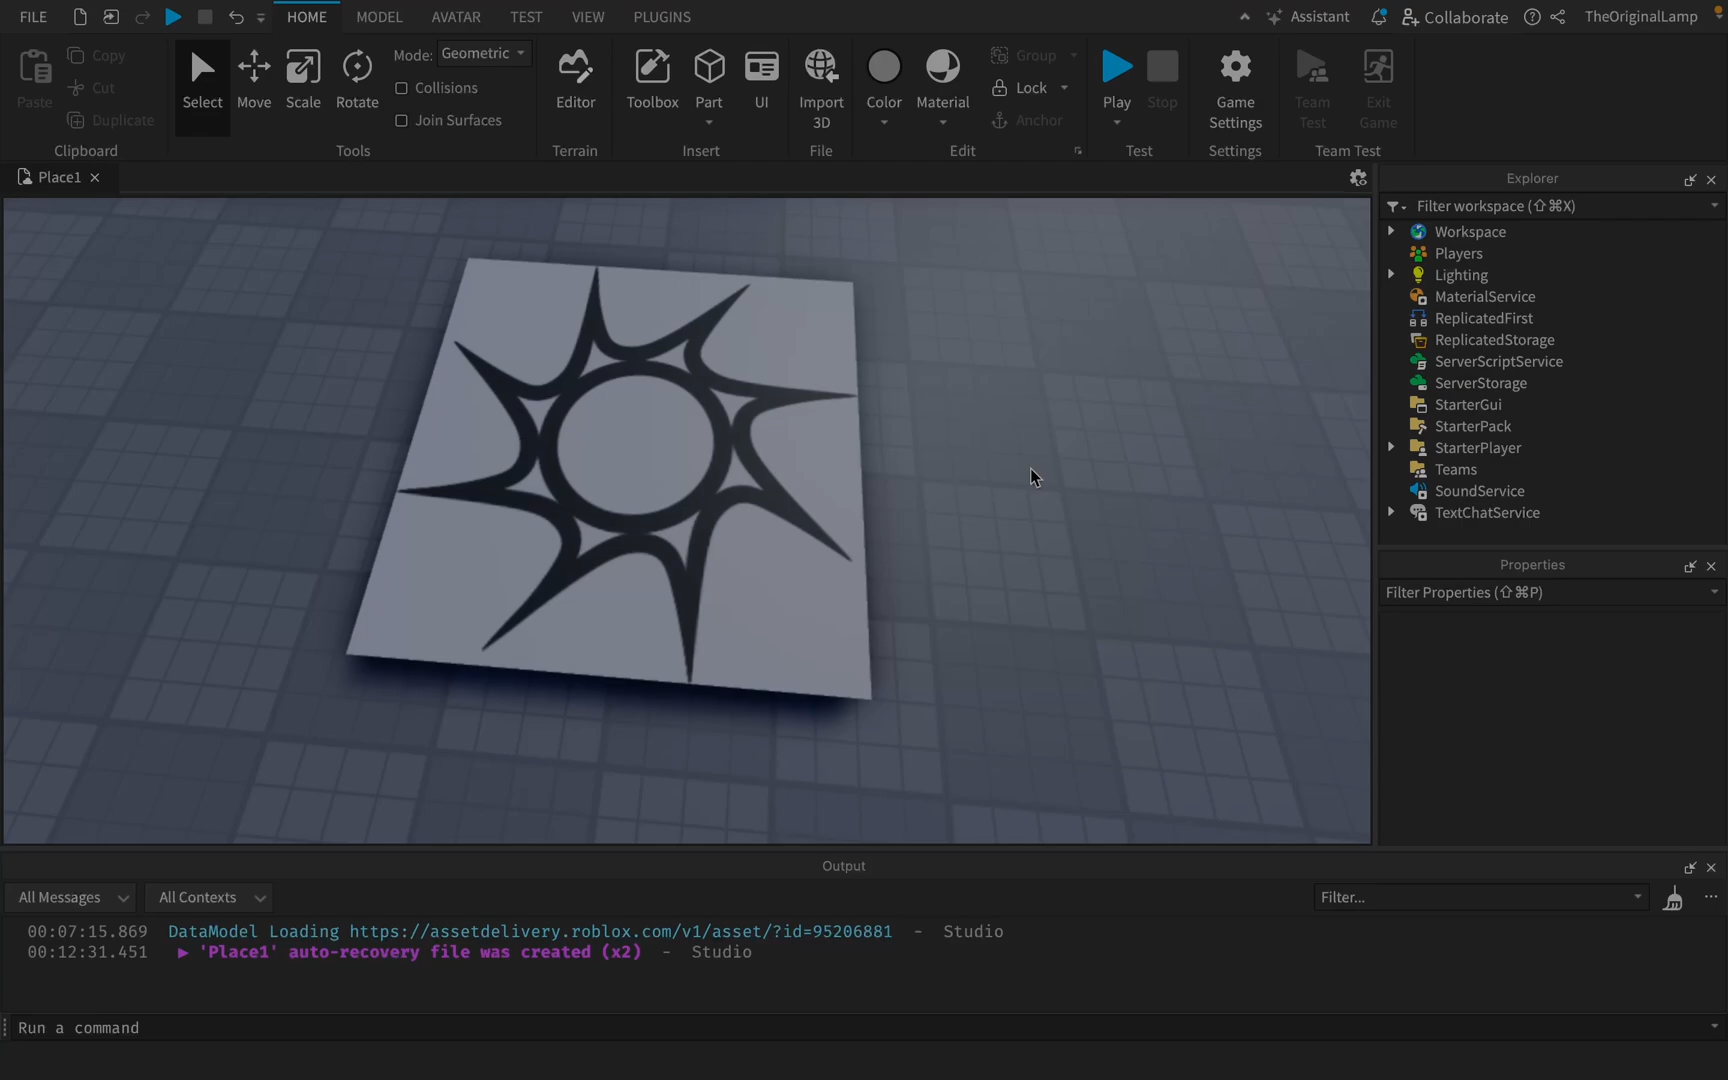 FILE HOME MODEL AVATAR TEST VIEW PLUGINS Assistant Collaborate TheOriginalLamp
Paste Copy Cut Duplicate
Clipboard
Select Move Scale Rotate
Mode: Geometric
Collisions
Join Surfaces
Tools
Editor
Terrain
Toolbox Part UI
Insert
Import
3D
File
Color Material Group Lock Anchor
Edit
Play Stop
Test
Game
Settings
Settings
Team
Test
Exit
Game
Team Test
Place1
Explorer
Filter workspace (⇧⌘X)
Workspace
Players
Lighting
MaterialService
ReplicatedFirst
ReplicatedStorage
ServerScriptService
ServerStorage
StarterGui
StarterPack
StarterPlayer
Teams
SoundService
TextChatService
Properties
Filter Properties (⇧⌘P)
Output
All Messages All Contexts Filter...
00:07:15.869 DataModel Loading https://assetdelivery.roblox.com/v1/asset/?id=95206881 - Studio
00:12:31.451 ▶ 'Place1' auto-recovery file was created (x2) - Studio
Run a command